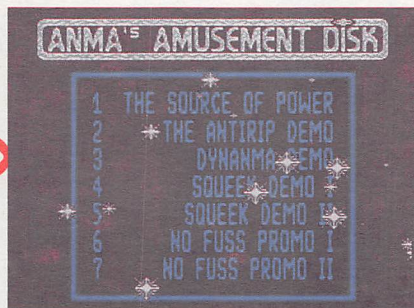 ANMA'S AMUSEMENT DISK
1 THE SOURCE OF POWER
2 THE ANTIRIP DEMO
3 DYNANMA DEMO
4 SQUEEK DEMO I
5 SQUEEK DEMO II
6 NO FUSS PROMO I
7 NO FUSS PROMO II